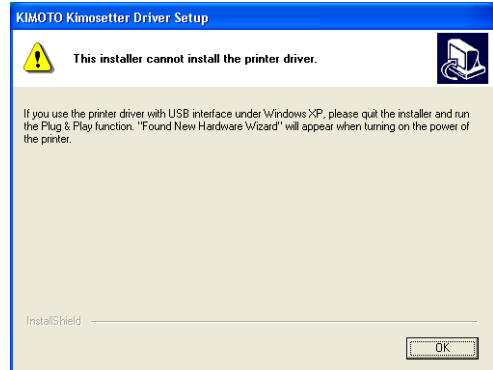 KIMOTO Kimosetter Driver Setup
This installer cannot install the printer driver.
If you use the printer driver with USB interface under Windows XP, please quit the installer and run
the Plug & Play function. "Found New Hardware Wizard" will appear when turning on the power of
the printer.
InstallShield
OK